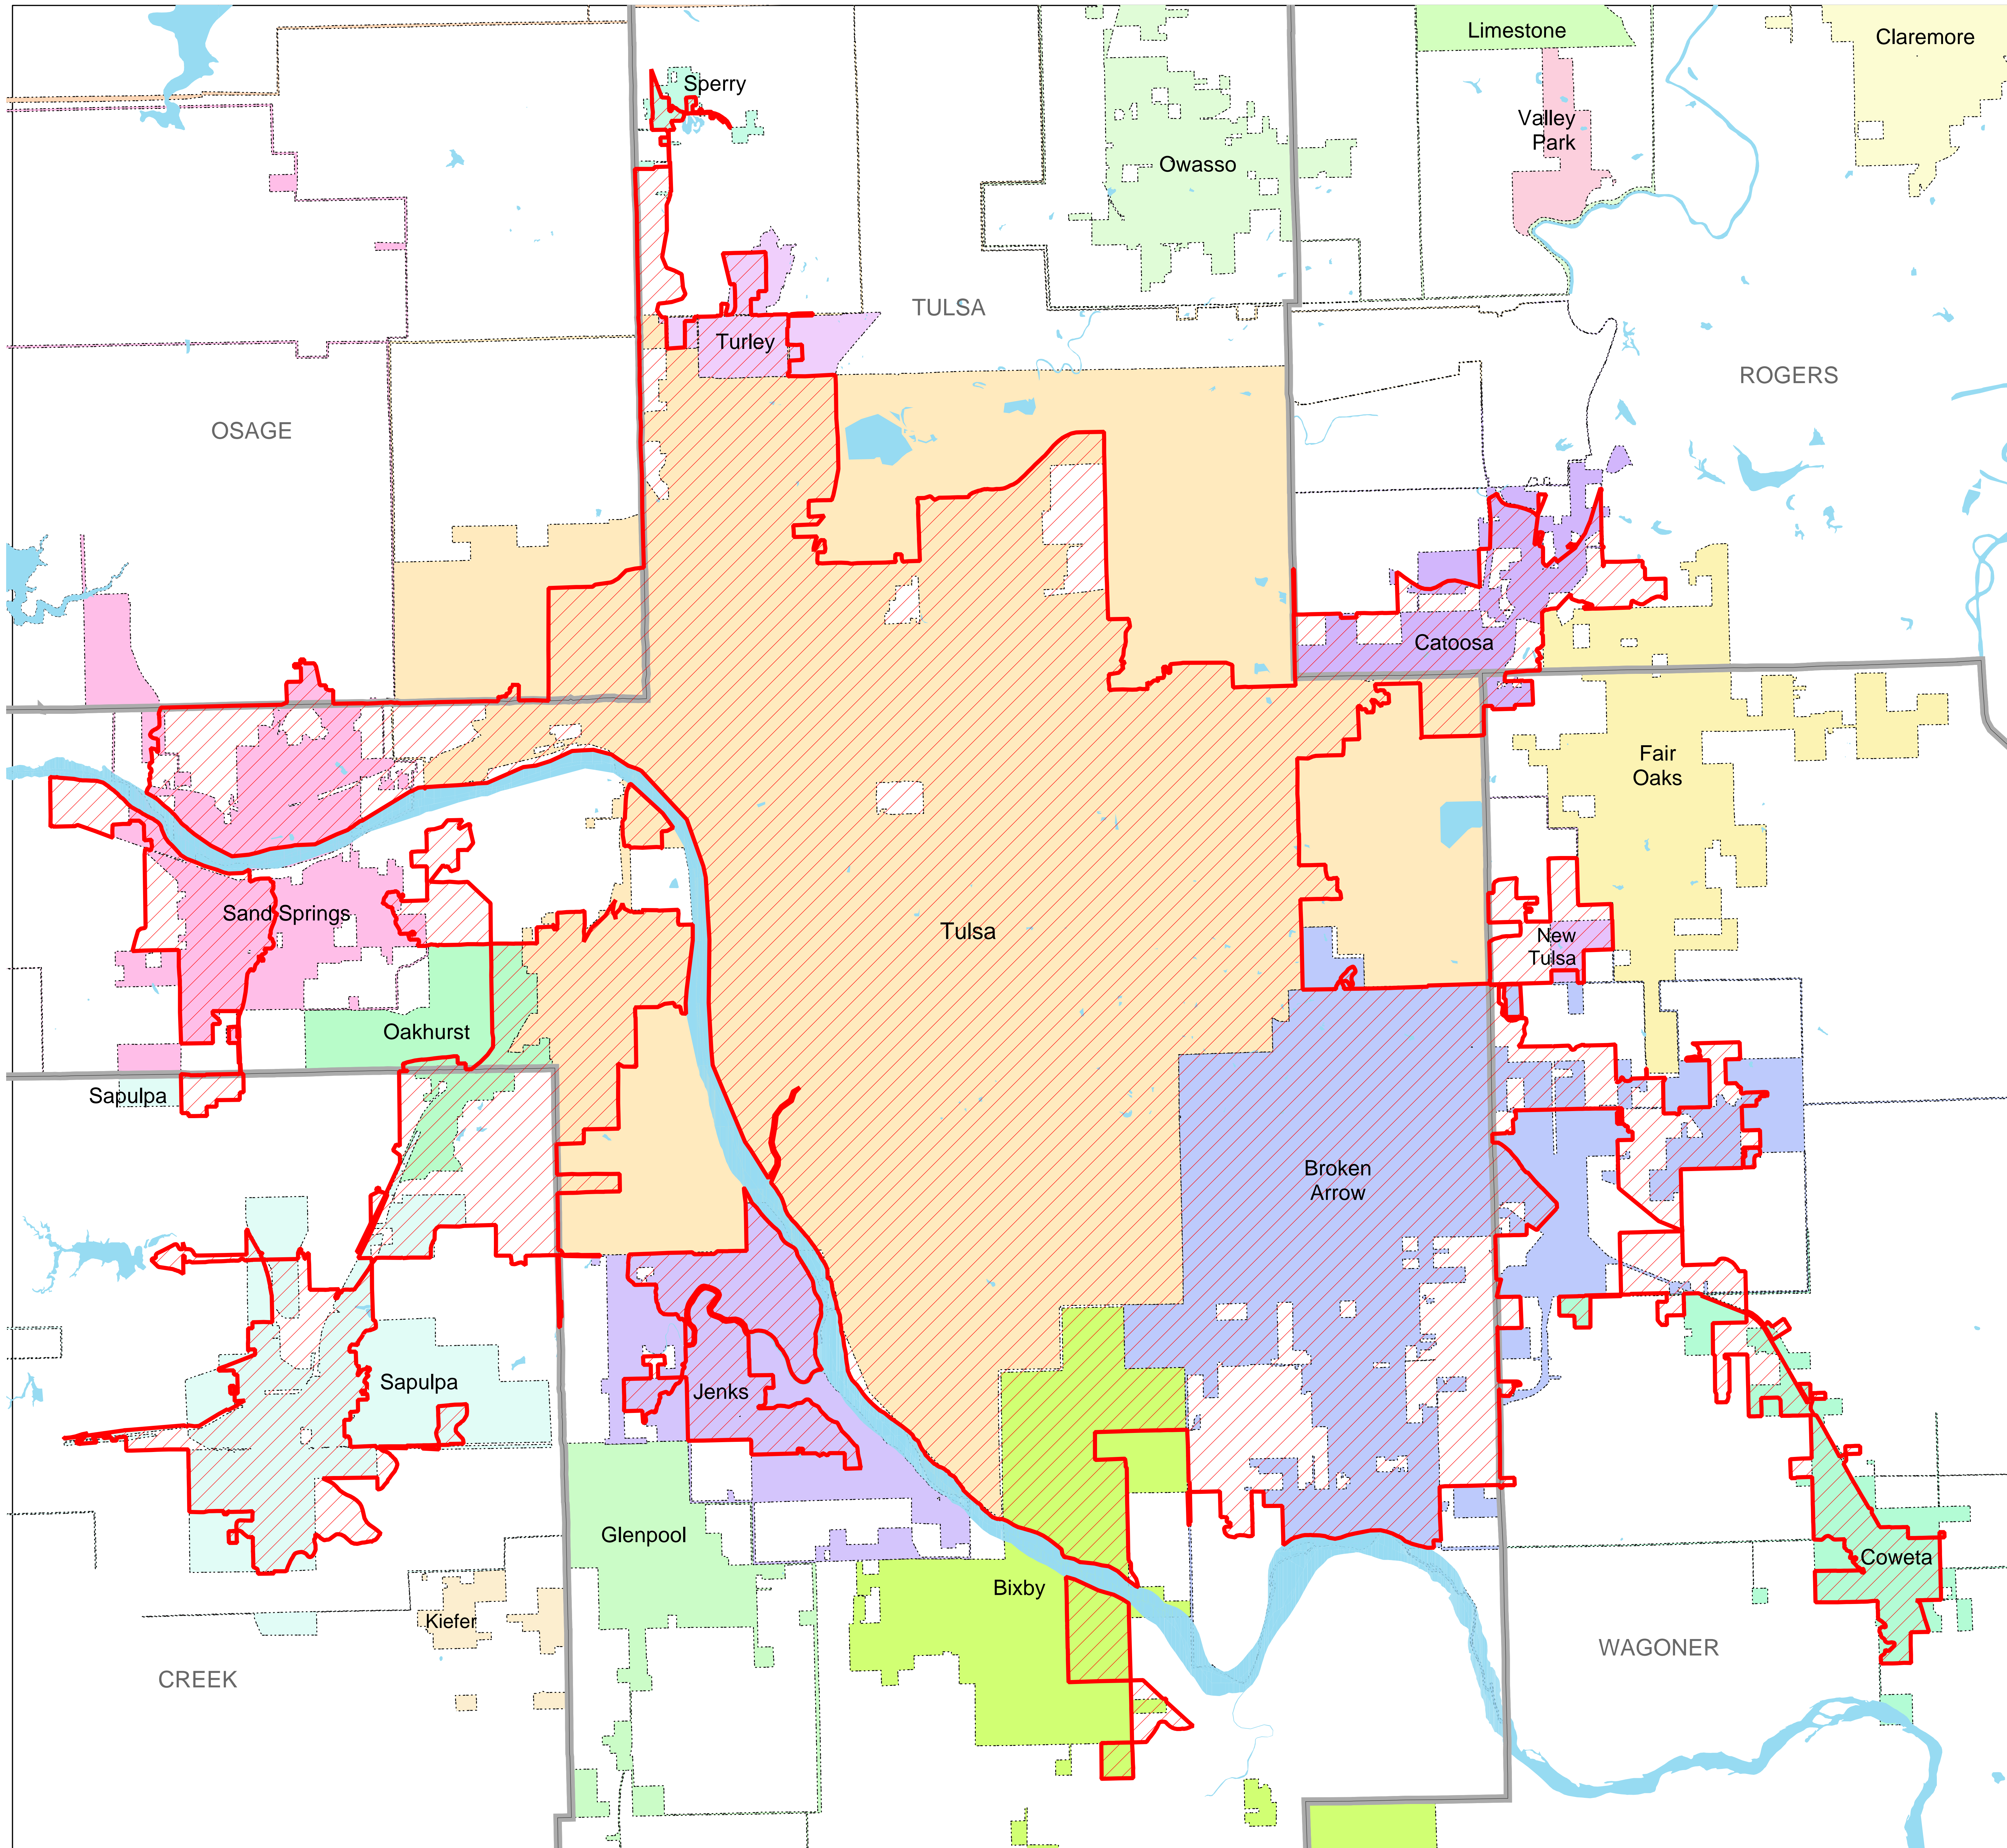 Limestone
Claremore
Sperry
Valley
Park
Owasso
TULSA
Turley
ROGERS
OSAGE
Catoosa
Fair
Oaks
Sand Springs
Tulsa
New
Tulsa
Oakhurst
Sapulpa
Broken
Arrow
Sapulpa
Jenks
Glenpool
Coweta
Bixby
Kiefer
WAGONER
CREEK